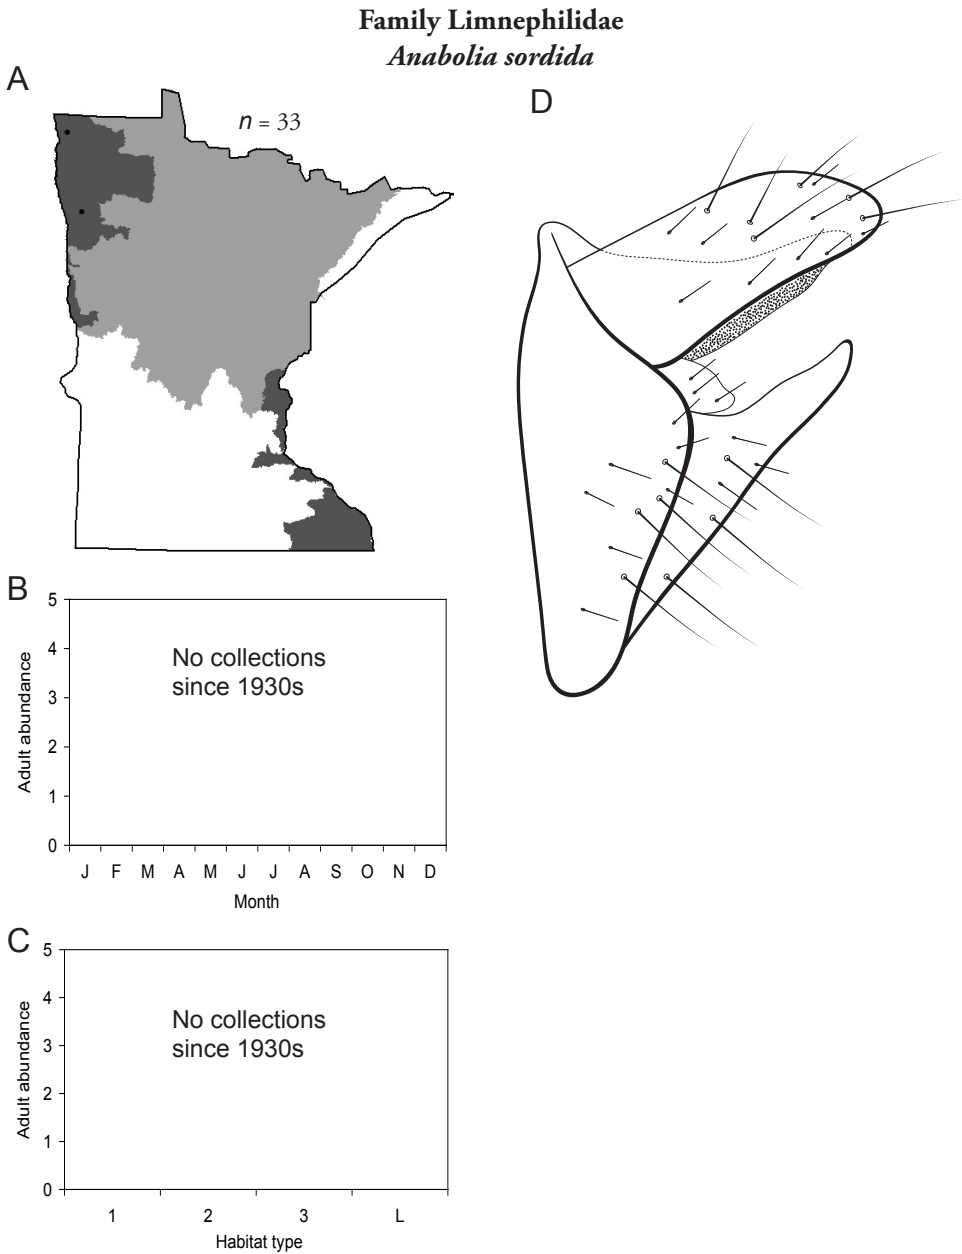 Family Limnephilidae
Anabolia sordida
A
n = 33
D
B
5
4
3
2
1
0
Adult abundance
No collections
since 1930s
J F M A M J J A S O N D
Month
C
5
4
3
2
1
0
Adult abundance
No collections
since 1930s
1 2 3 L
Habitat type